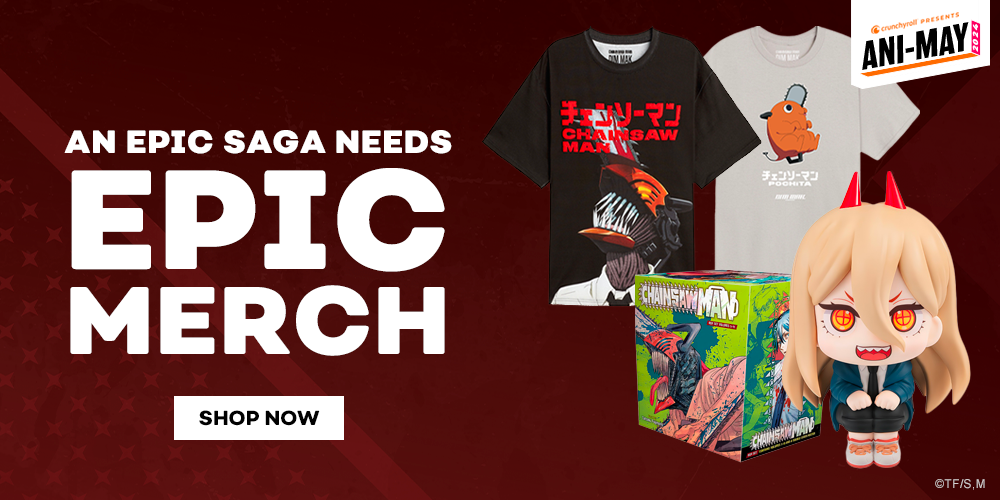 AN EPIC SAGA NEEDS
EPIC
MERCH
SHOP NOW
チェンソーマン
CHAINSAW
MAN
チェンソーマン
POCHITA
crunchyroll PRESENTS
ANI-MAY
2024
CHAINSAW MAN
CHAINSAW MAN
©TF/S,M